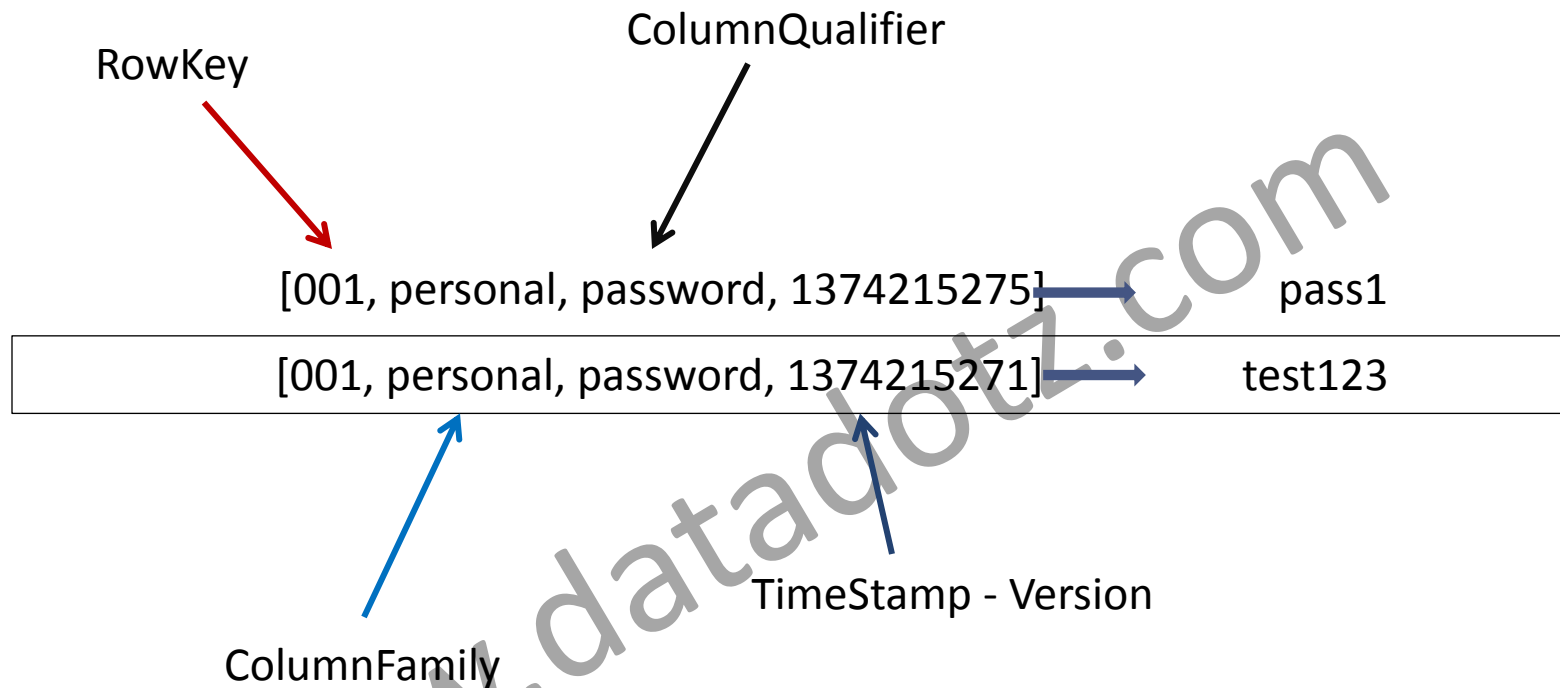 ColumnQualifier
RowKey
[001, personal, password, 1374215275] pass1
[001, personal, password, 1374215271] test123
TimeStamp - Version
ColumnFamily
w.datadotz.com